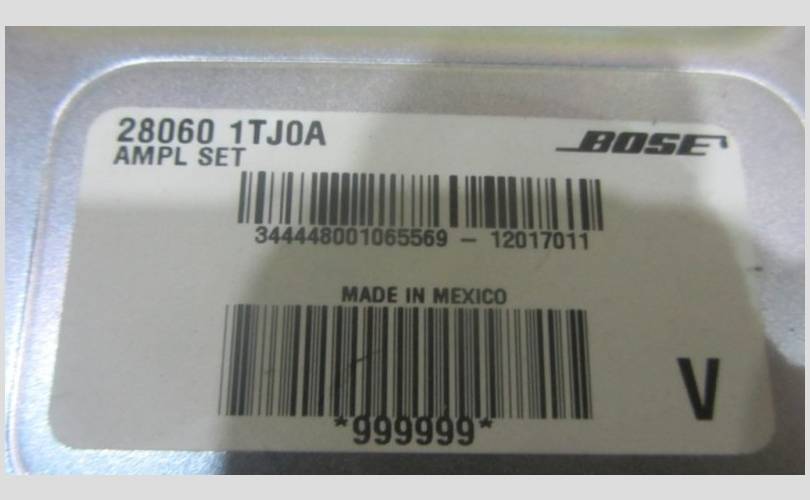 28060 1TJ0A
BOSE
AMPL SET
344448001065569 - 12017011
MADE IN MEXICO
*999999*
V